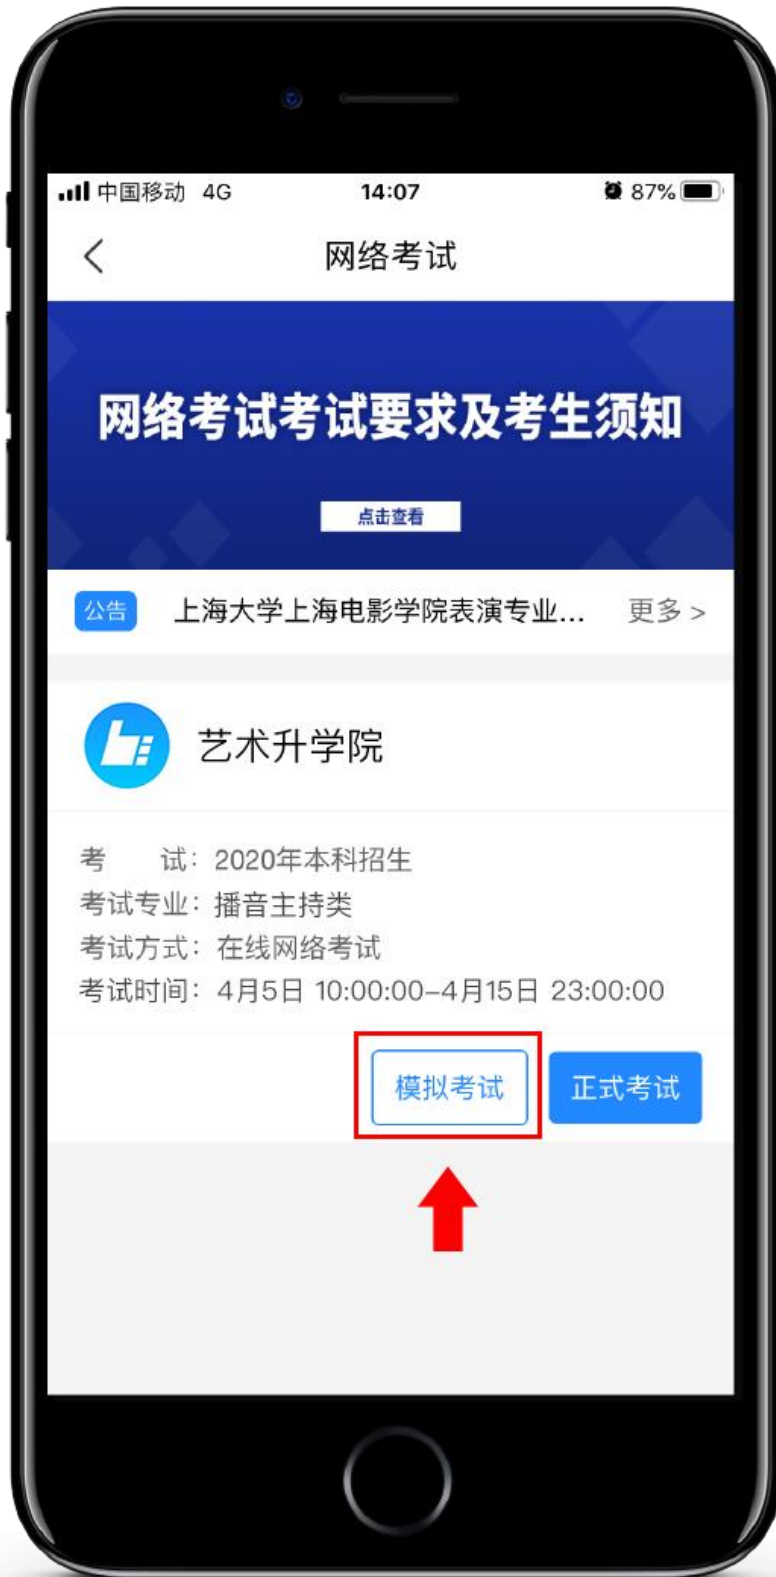 中国移动 4G 14:07 87%
网络考试
网络考试考试要求及考生须知
点击查看
公告 上海大学上海电影学院表演专业... 更多 >
艺术升学院
考 试：2020年本科招生
考试专业：播音主持类
考试方式：在线网络考试
考试时间：4月5日 10:00:00-4月15日 23:00:00
模拟考试 正式考试